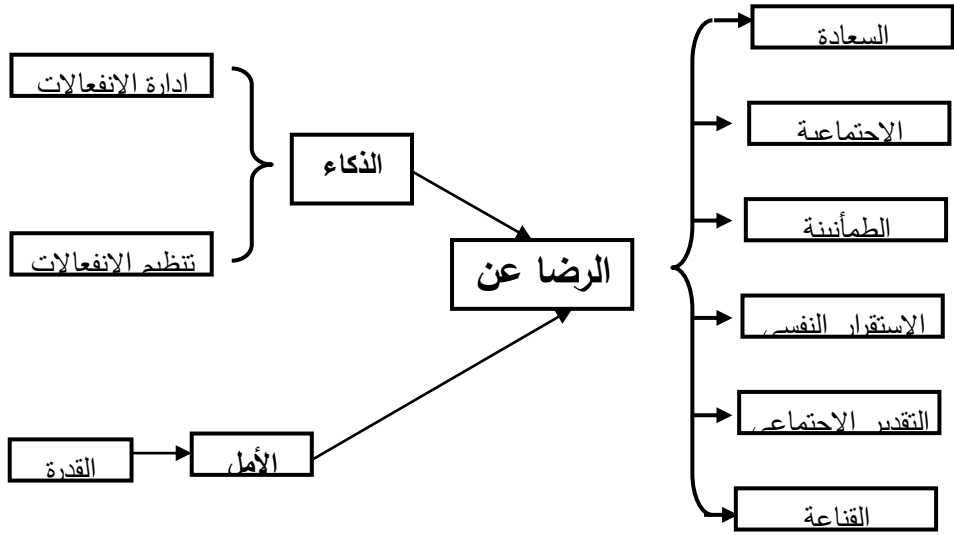 السعادة
ادارة الانفعالات
الاجتماعية
الذكاء
الطمأنينة
تنظيم الانفعالات
الرضا عن
الاستقرار النفسي
التقدير الاجتماعي
القدرة
الأمل
القناعة